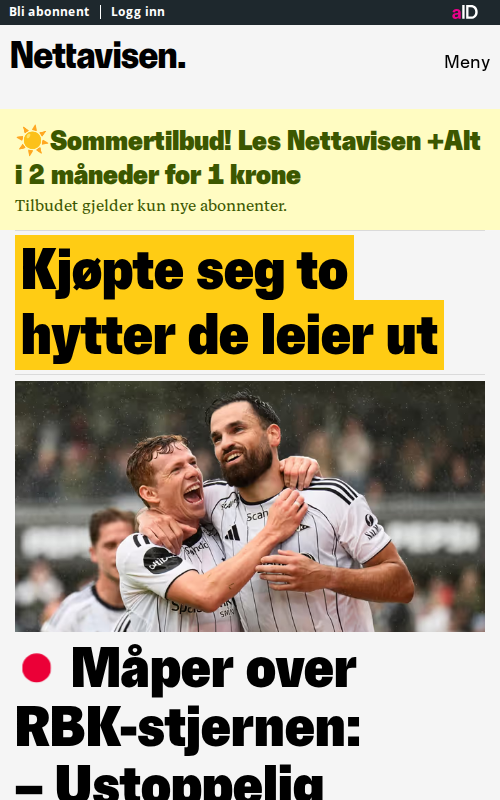 Bli abonnent | Logg inn
aID
Nettavisen.
Meny
☀️Sommertilbud! Les Nettavisen +Alt
i 2 måneder for 1 krone
Tilbudet gjelder kun nye abonnenter.
Kjøpte seg to
hytter de leier ut
Måper over
RBK-stjernen:
– Ustoppelig